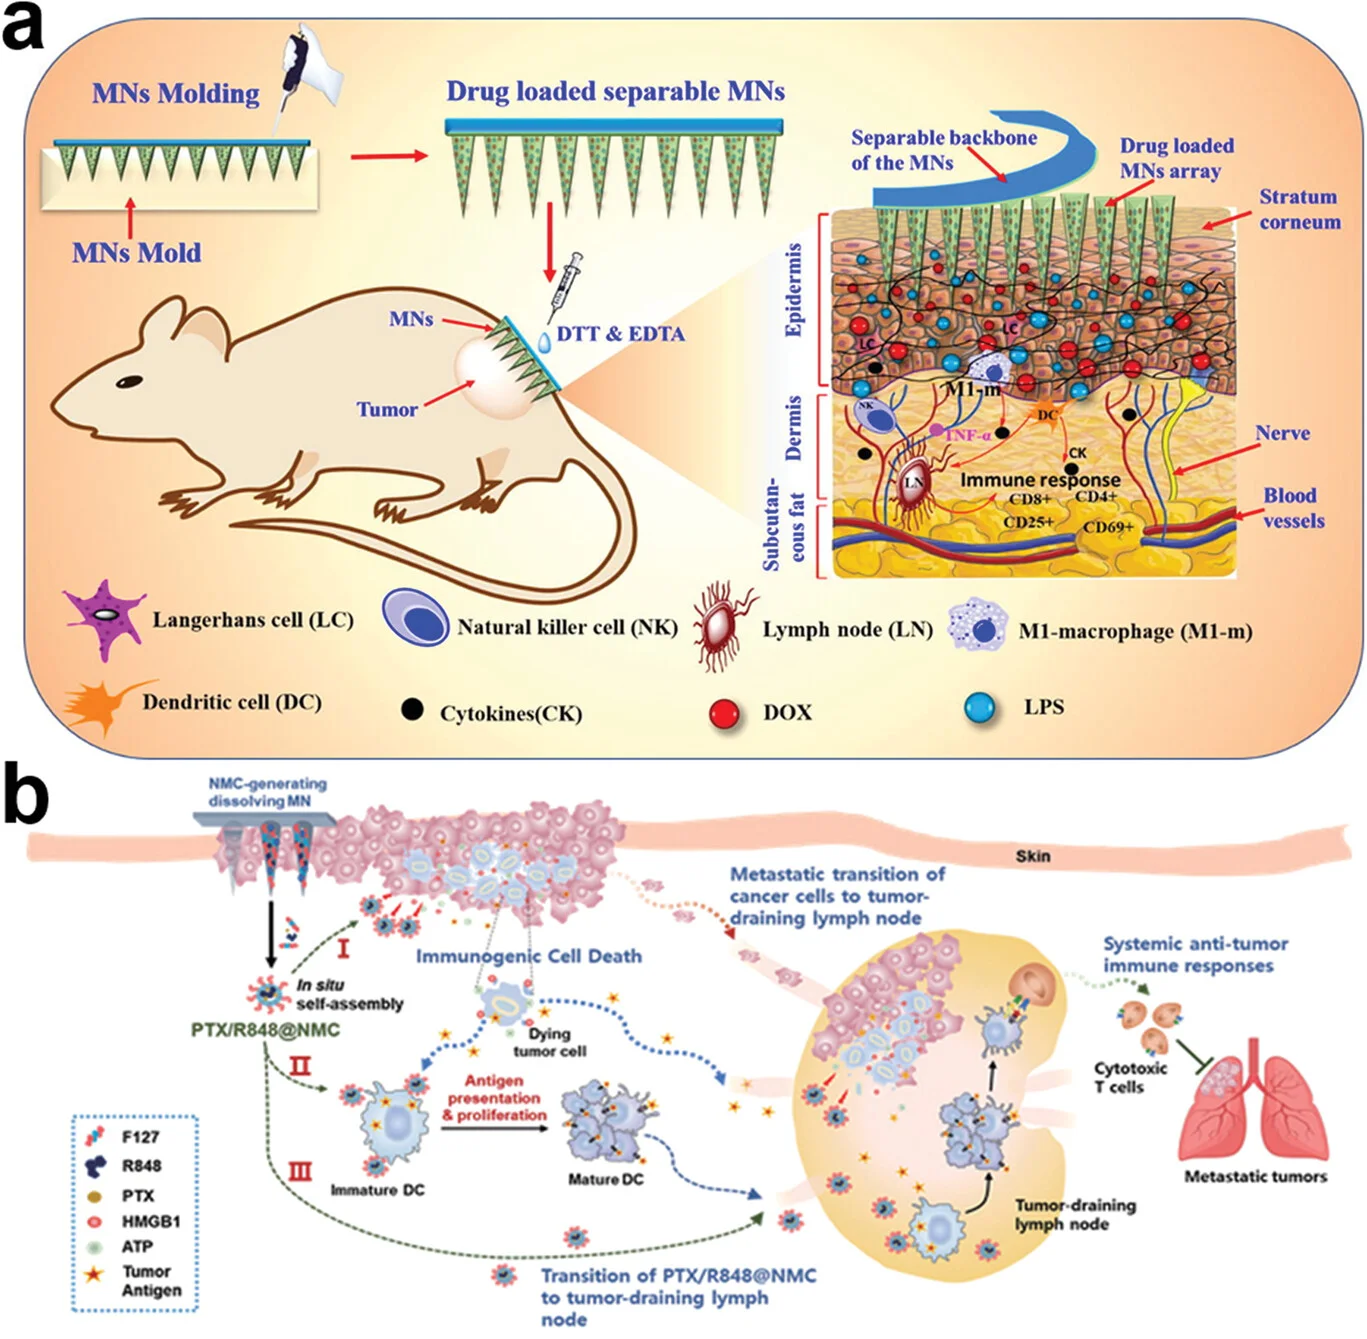 a
MNs Molding
MNs Mold
Drug loaded separable MNs
DTT & EDTA
MNs
Tumor
Separable backbone
of the MNs
Drug loaded
MNs array
Stratum
corneum
Epidermis
Dermis
Subcutan-
eous fat
LC
LC
M1-m
NK
TNF-α
DC
CK
LN
Immune response
CD8+
CD4+
CD25+
CD69+
Nerve
Blood
vessels
Langerhans cell (LC)
Natural killer cell (NK)
Lymph node (LN)
M1-macrophage (M1-m)
Dendritic cell (DC)
Cytokines(CK)
DOX
LPS
b
NMC-generating
dissolving MN
Skin
Metastatic transition of
cancer cells to tumor-
draining lymph node
I
Immunogenic Cell Death
In situ
self-assembly
PTX/R848@NMC
Dying
tumor cell
Systemic anti-tumor
immune responses
Cytotoxic
T cells
II
Antigen
presentation
& proliferation
Immature DC
Mature DC
III
Metastatic tumors
Tumor-draining
lymph node
F127
R848
PTX
HMGB1
ATP
Tumor
Antigen
Transition of PTX/R848@NMC
to tumor-draining lymph
node